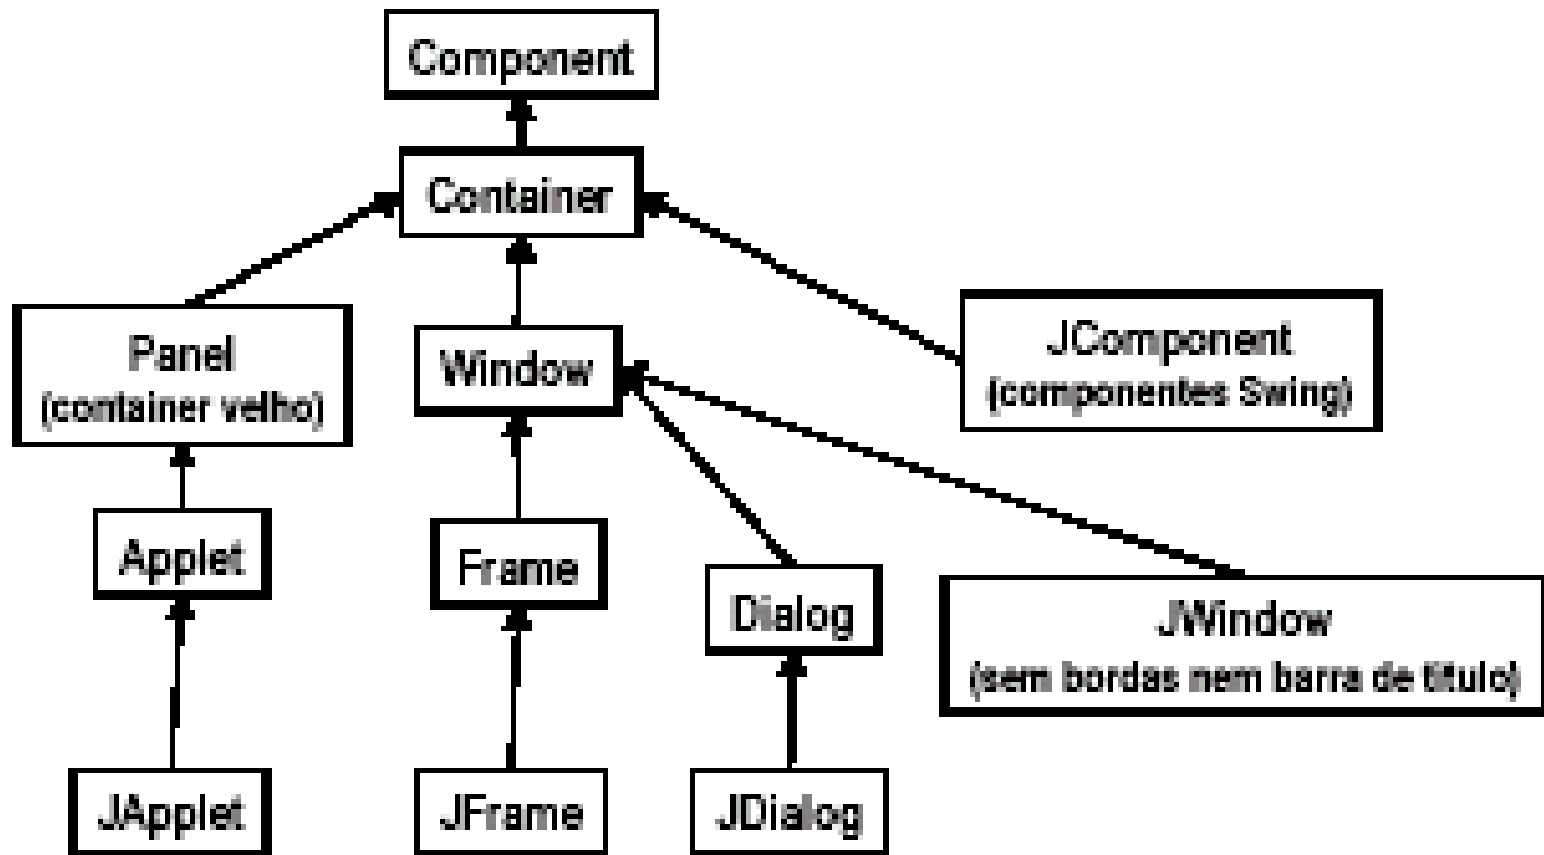 Component
Container
Panel
(container velho)
Window
JComponent
(componentes Swing)
Applet
Frame
Dialog
JWindow
(sem bordas nem barra de título)
JApplet
JFrame
JDialog